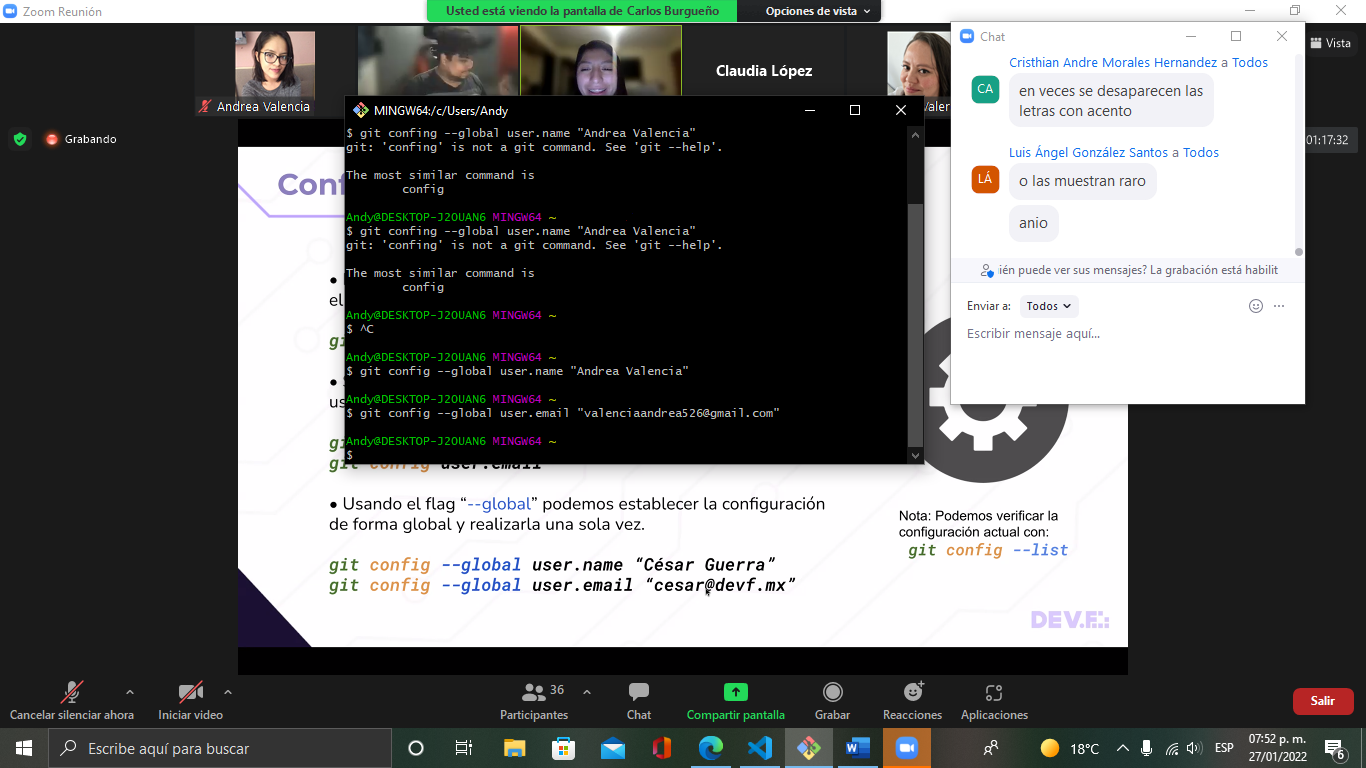 Zoom Reunión
Usted está viendo la pantalla de Carlos Burgueño
Opciones de vista
Andrea Valencia
Claudia López
Vista
Grabando
01:17:32
MINGW64:/c/Users/Andy
$ git confing --global user.name "Andrea Valencia"
git: 'confing' is not a git command. See 'git --help'.
The most similar command is
config
Andy@DESKTOP-J2OUAN6 MINGW64 ~
$ git confing --global user.name "Andrea Valencia"
git: 'confing' is not a git command. See 'git --help'.
The most similar command is
config
Andy@DESKTOP-J2OUAN6 MINGW64 ~
$ ^C
Andy@DESKTOP-J2OUAN6 MINGW64 ~
$ git config --global user.name "Andrea Valencia"
Andy@DESKTOP-J2OUAN6 MINGW64 ~
$ git config --global user.email "valenciaandrea526@gmail.com"
Andy@DESKTOP-J2OUAN6 MINGW64 ~
$
Chat
Cristhian Andre Morales Hernandez a Todos
CA
en veces se desaparecen las
letras con acento
Luis Ángel González Santos a Todos
LÁ
o las muestran raro
anio
ién puede ver sus mensajes? La grabación está habilit
Enviar a: Todos
Escribir mensaje aquí...
git config user.email
• Usando el flag “--global” podemos establecer la configuración
de forma global y realizarla una sola vez.
git config --global user.name “César Guerra”
git config --global user.email “cesar@devf.mx”
Nota: Podemos verificar la
configuración actual con:
git config --list
DEV.F.:
Cancelar silenciar ahora
Iniciar video
36
Participantes
Chat
Compartir pantalla
Grabar
Reacciones
Aplicaciones
Salir
Escribe aquí para buscar
18°C
ESP
07:52 p. m.
27/01/2022
6